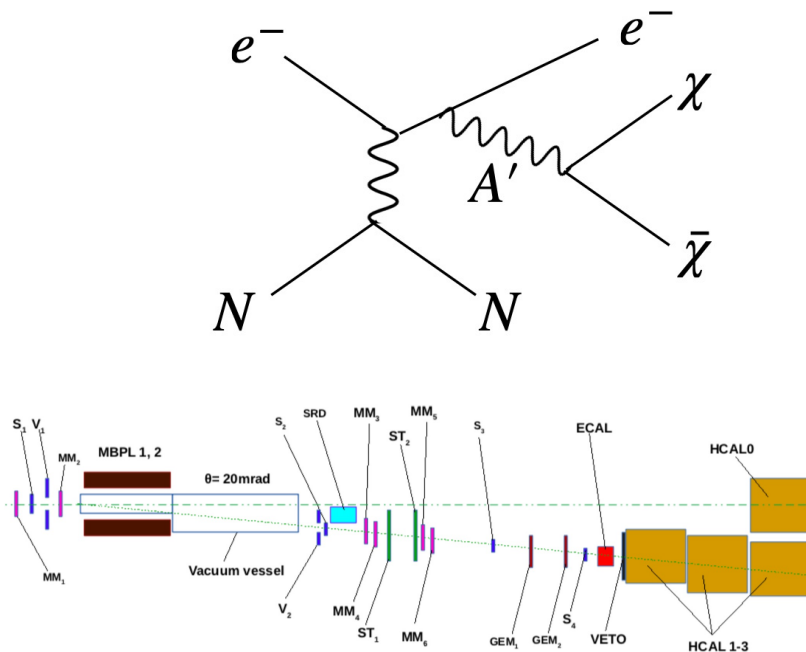 e⁻
e⁻
χ
A′
χ̄
N
N
S₁ V₁
MM₂
MBPL 1, 2
θ= 20mrad
S₂
SRD
MM₃
MM₅
ST₂
S₃
ECAL
HCAL0
MM₁
Vacuum vessel
V₂
MM₄
ST₁
MM₆
GEM₁
GEM₂
S₄
VETO
HCAL 1-3